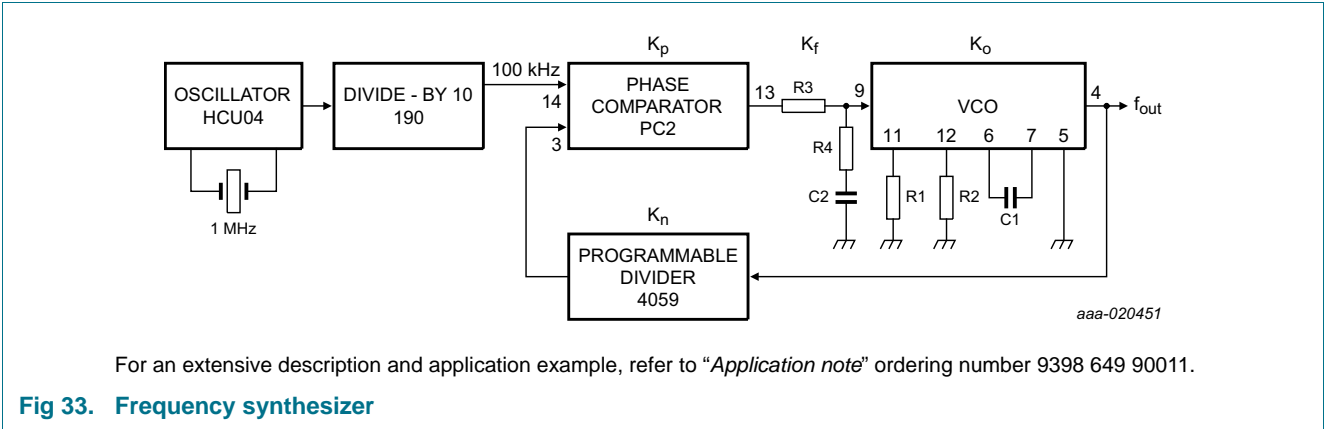 Kp
Kf
Ko
OSCILLATOR
HCU04
1 MHz
DIVIDE - BY 10
190
100 kHz
14
3
PHASE
COMPARATOR
PC2
13
R3
9
R4
C2
VCO
11
12
6
7
5
R1
R2
C1
4
fout
Kn
PROGRAMMABLE
DIVIDER
4059
aaa-020451
For an extensive description and application example, refer to “Application note” ordering number 9398 649 90011.
Fig 33. Frequency synthesizer